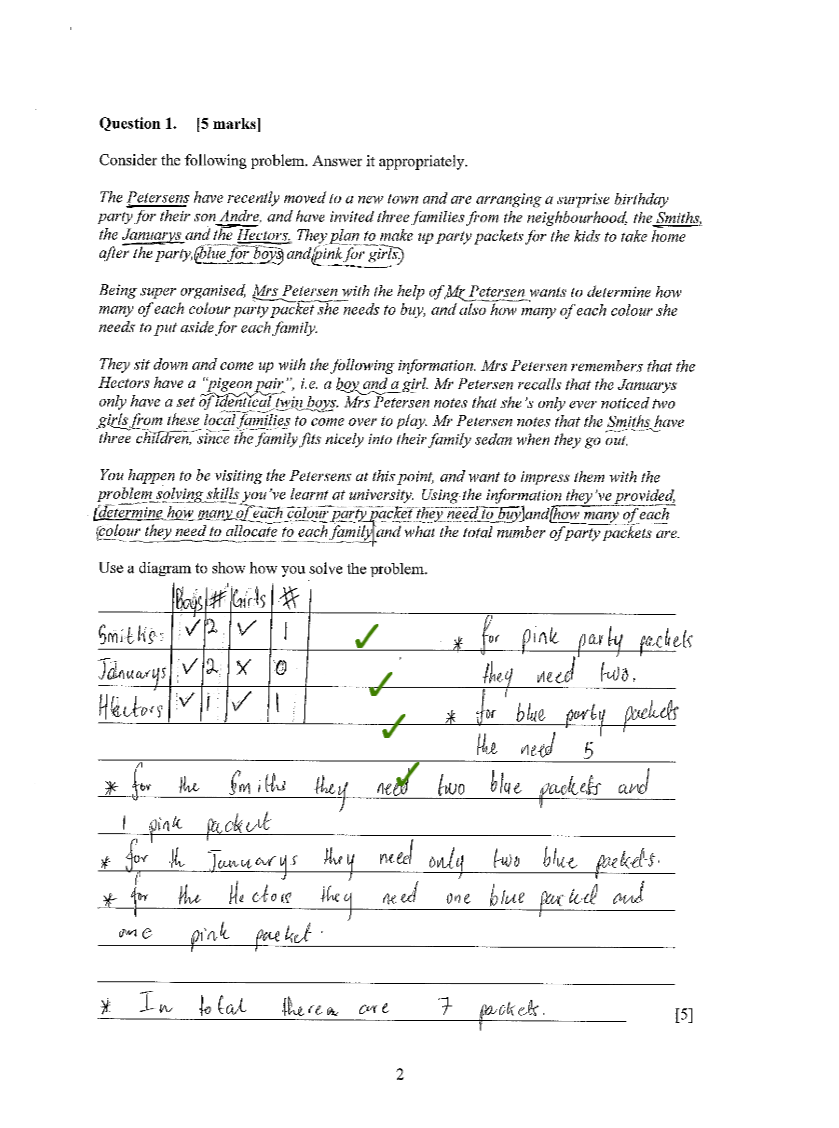 Question 1. [5 marks]
Consider the following problem. Answer it appropriately.
The Petersens have recently moved to a new town and are arranging a surprise birthday
party for their son Andre, and have invited three families from the neighbourhood, the Smiths,
the Januarys and the Hectors. They plan to make up party packets for the kids to take home
after the party, (blue for boys) and (pink for girls.)
Being super organised, Mrs Petersen with the help of Mr Petersen wants to determine how
many of each colour party packet she needs to buy, and also how many of each colour she
needs to put aside for each family.
They sit down and come up with the following information. Mrs Petersen remembers that the
Hectors have a "pigeon pair", i.e. a boy and a girl. Mr Petersen recalls that the Januarys
only have a set of identical twin boys. Mrs Petersen notes that she's only ever noticed two
girls from these local families to come over to play. Mr Petersen notes that the Smiths have
three children, since the family fits nicely into their family sedan when they go out.
You happen to be visiting the Petersens at this point, and want to impress them with the
problem solving skills you've learnt at university. Using the information they've provided,
[determine how many of each colour party packet they need to buy] and [how many of each
colour they need to allocate to each family] and what the total number of party packets are.
Use a diagram to show how you solve the problem.
Boys # Girls #
Smiths: ✓ 2 ✓ 1
Januarys ✓ 2 x 0
Hectors ✓ 1 ✓ 1
* for pink party packets
they need two.
* for blue party packets
the need 5
* for the Smiths they need two blue packets and
1 pink packet
* for th Januarys they need only two blue packets.
* for the Hectors they need one blue packed and
one pink packet.
* In total there are 7 packets.
[5]
2